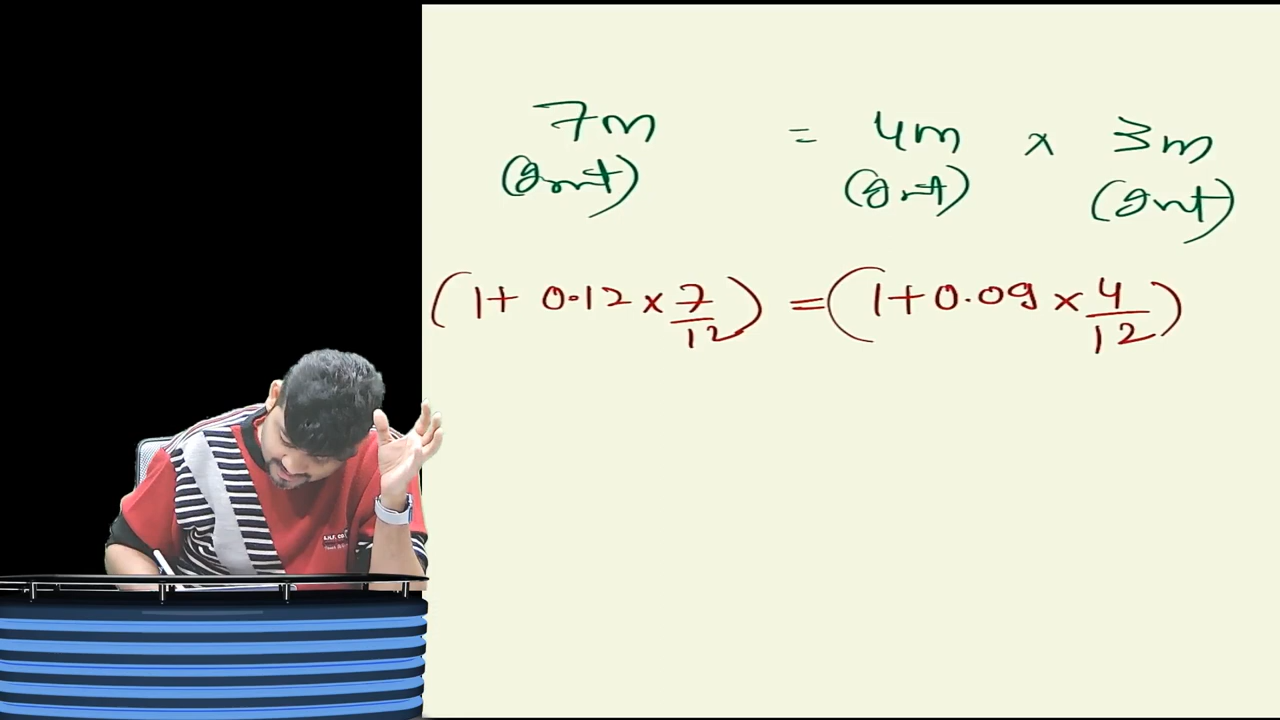 7m = 4m x 3m
(Int) (Int) (Int)
(1+ 0.12 x 7/12) = (1+0.09 x 4/12)